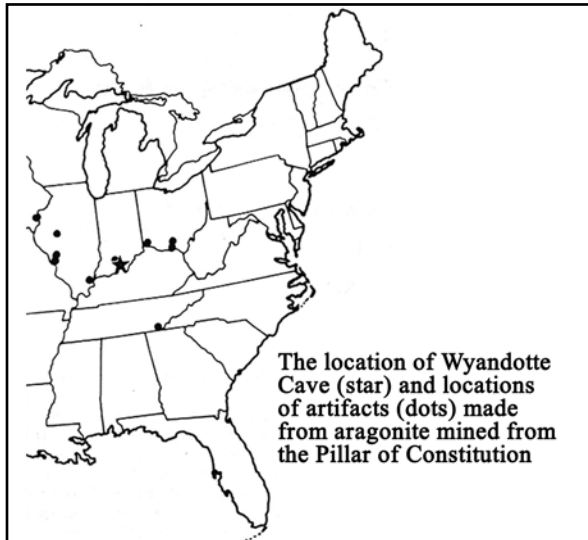 The location of Wyandotte
Cave (star) and locations
of artifacts (dots) made
from aragonite mined from
the Pillar of Constitution